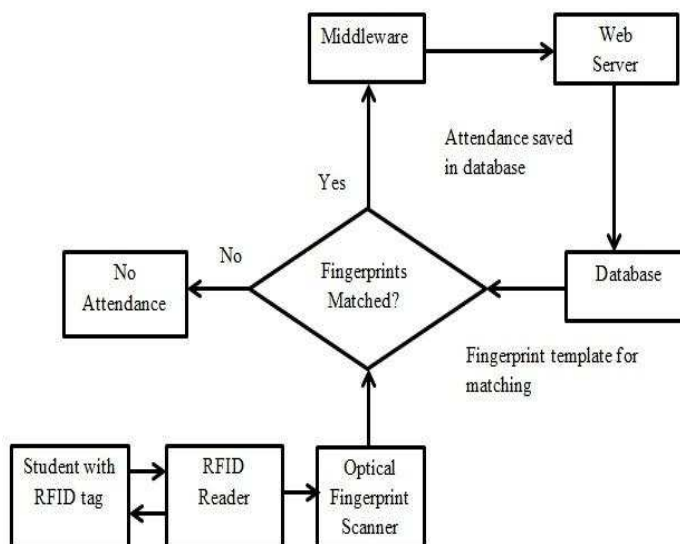 Middleware
Web
Server
Attendance saved
in database
Yes
No
No
Attendance
Fingerprints
Matched?
Database
Fingerprint template for
matching
Student with
RFID tag
RFID
Reader
Optical
Fingerprint
Scanner